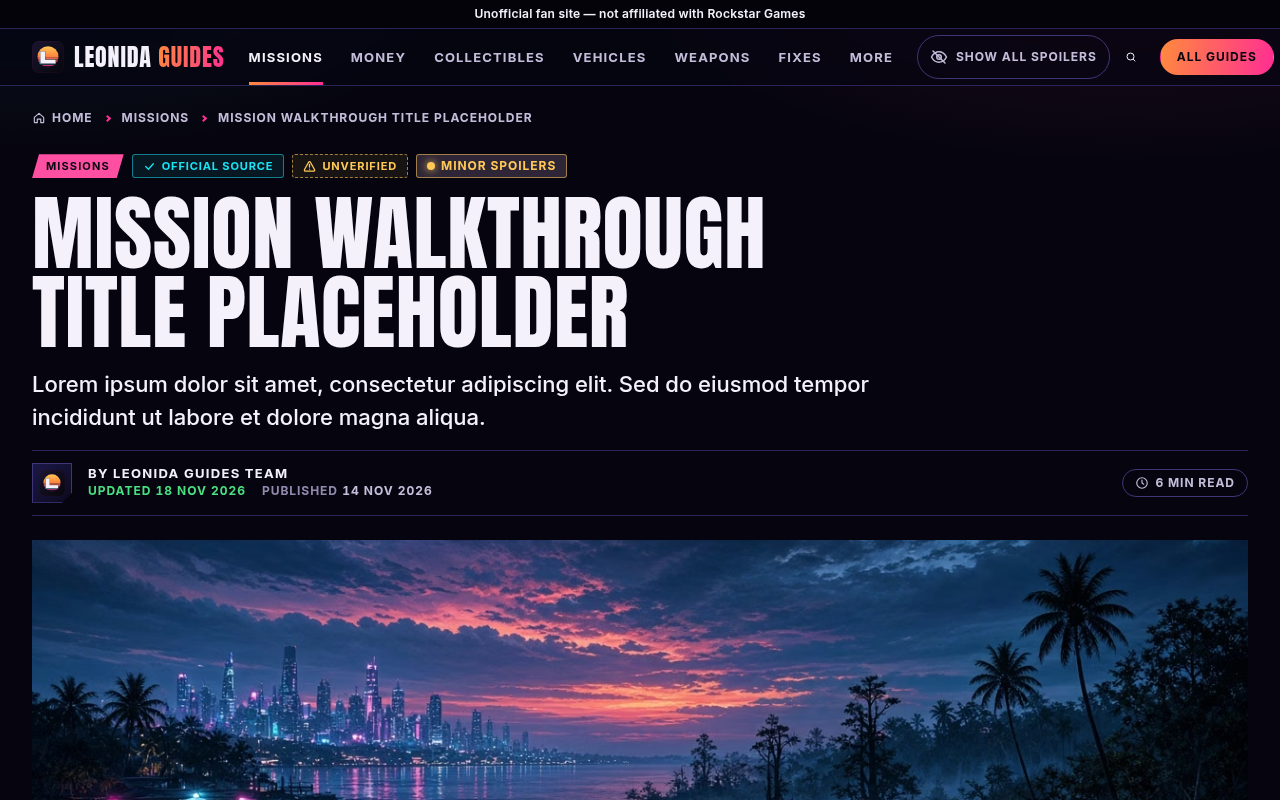 Unofficial fan site — not affiliated with Rockstar Games
LEONIDA GUIDES MISSIONS MONEY COLLECTIBLES VEHICLES WEAPONS FIXES MORE SHOW ALL SPOILERS ALL GUIDES
HOME MISSIONS MISSION WALKTHROUGH TITLE PLACEHOLDER
MISSIONS OFFICIAL SOURCE UNVERIFIED MINOR SPOILERS
MISSION WALKTHROUGH
TITLE PLACEHOLDER
Lorem ipsum dolor sit amet, consectetur adipiscing elit. Sed do eiusmod tempor
incididunt ut labore et dolore magna aliqua.
BY LEONIDA GUIDES TEAM
UPDATED 18 NOV 2026 PUBLISHED 14 NOV 2026
6 MIN READ